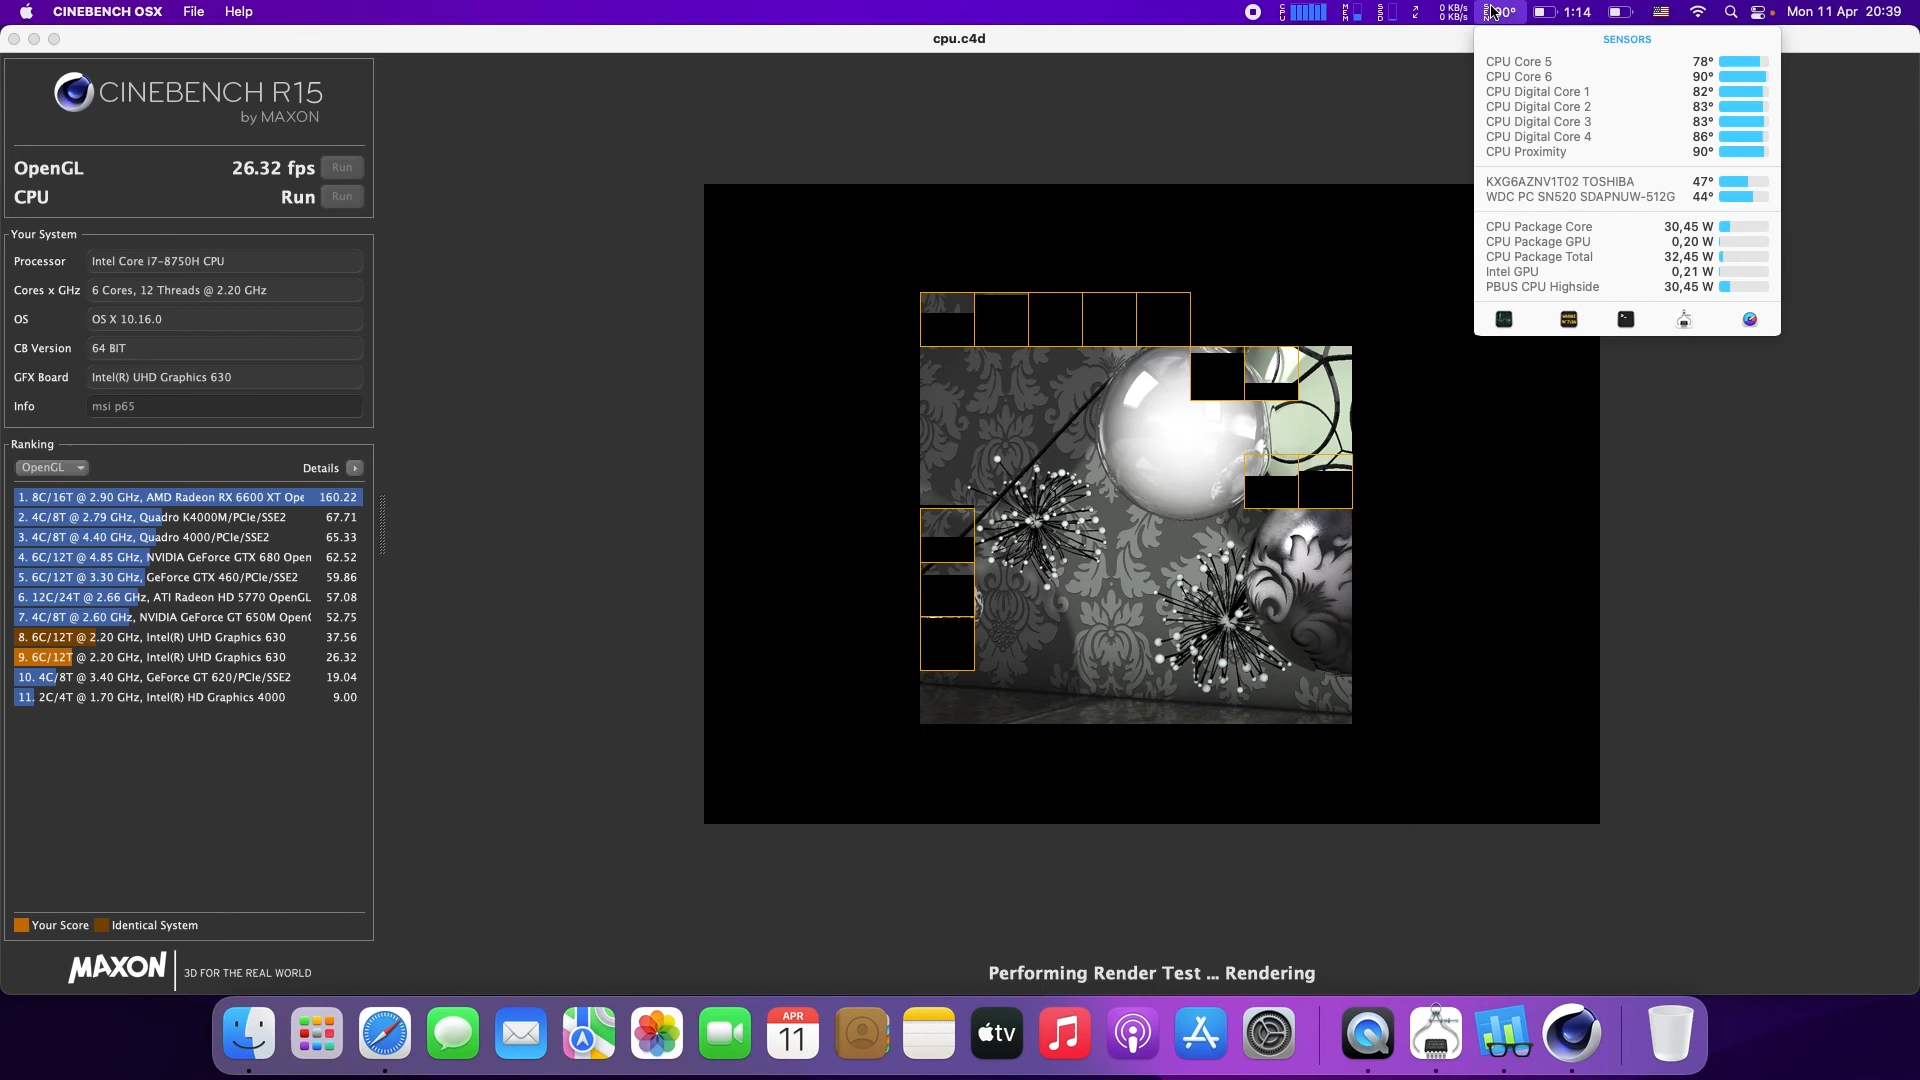 CINEBENCH OSX File Help
CPU MEM SSD 0 KB/s 0 KB/s 90° 1:14 Mon 11 Apr 20:39
cpu.c4d
CINEBENCH R15
by MAXON
OpenGL 26.32 fps Run
CPU Run Run
Your System
Processor Intel Core i7-8750H CPU
Cores x GHz 6 Cores, 12 Threads @ 2.20 GHz
OS OS X 10.16.0
CB Version 64 BIT
GFX Board Intel(R) UHD Graphics 630
Info msi p65
Ranking
OpenGL Details
1. 8C/16T @ 2.90 GHz, AMD Radeon RX 6600 XT Ope 160.22
2. 4C/8T @ 2.79 GHz, Quadro K4000M/PCIe/SSE2 67.71
3. 4C/8T @ 4.40 GHz, Quadro 4000/PCIe/SSE2 65.33
4. 6C/12T @ 4.85 GHz, NVIDIA GeForce GTX 680 Open 62.52
5. 6C/12T @ 3.30 GHz, GeForce GTX 460/PCIe/SSE2 59.86
6. 12C/24T @ 2.66 GHz, ATI Radeon HD 5770 OpenGL 57.08
7. 4C/8T @ 2.60 GHz, NVIDIA GeForce GT 650M Open( 52.75
8. 6C/12T @ 2.20 GHz, Intel(R) UHD Graphics 630 37.56
9. 6C/12T @ 2.20 GHz, Intel(R) UHD Graphics 630 26.32
10. 4C/8T @ 3.40 GHz, GeForce GT 620/PCIe/SSE2 19.04
11. 2C/4T @ 1.70 GHz, Intel(R) HD Graphics 4000 9.00
Your Score Identical System
MAXON 3D FOR THE REAL WORLD
SENSORS
CPU Core 5 78°
CPU Core 6 90°
CPU Digital Core 1 82°
CPU Digital Core 2 83°
CPU Digital Core 3 83°
CPU Digital Core 4 86°
CPU Proximity 90°
KXG6AZNV1T02 TOSHIBA 47°
WDC PC SN520 SDAPNUW-512G 44°
CPU Package Core 30,45 W
CPU Package GPU 0,20 W
CPU Package Total 32,45 W
Intel GPU 0,21 W
PBUS CPU Highside 30,45 W
Performing Render Test ... Rendering
APR
11
tv